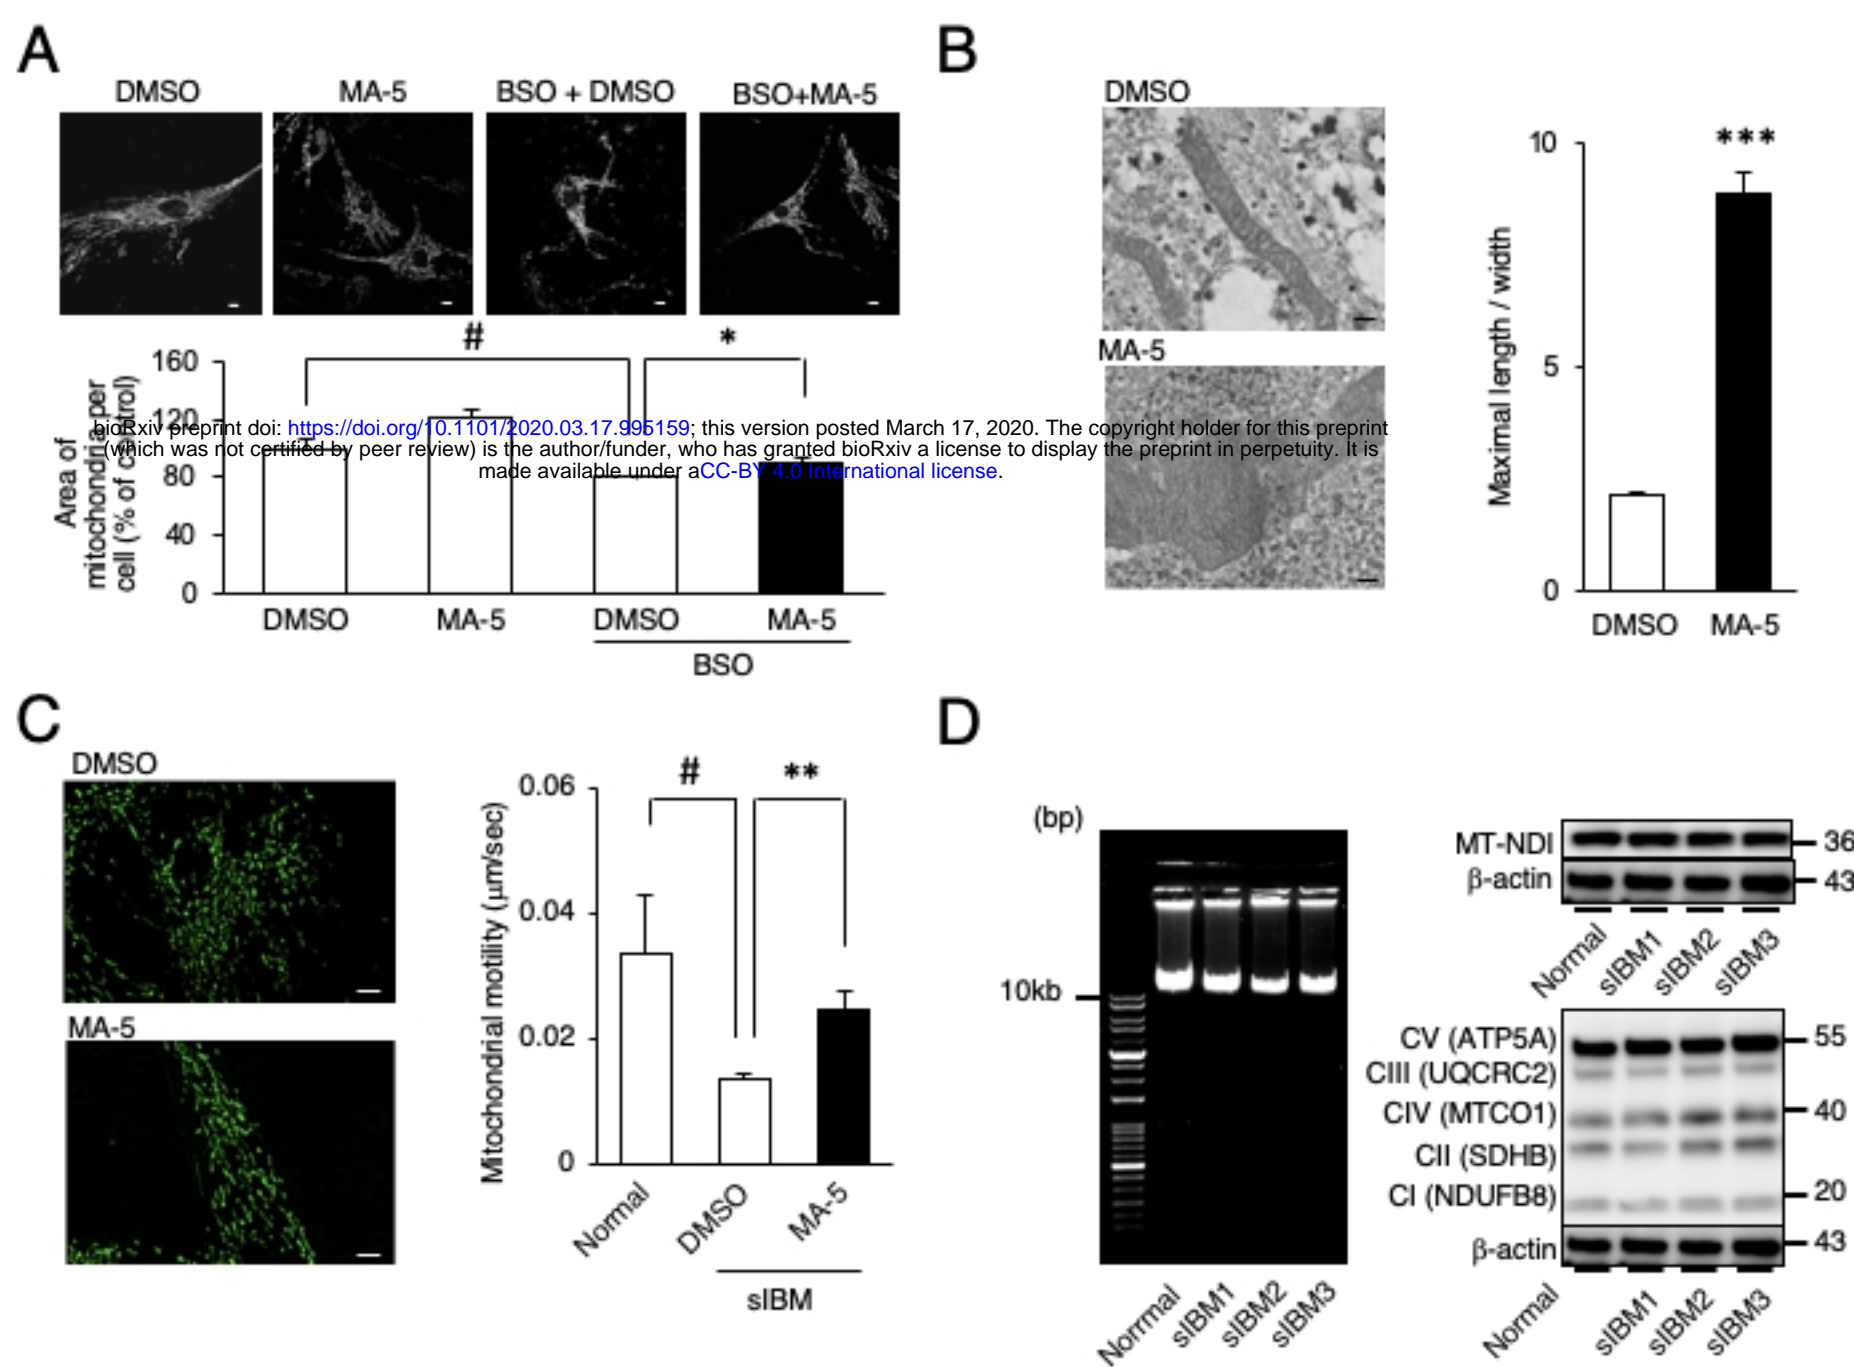 A
DMSO
MA-5
BSO + DMSO
BSO+MA-5
#
*
160
120
80
40
0
Area of
mitochondria per
cell (% of control)
DMSO
MA-5
DMSO
MA-5
BSO
bioRxiv preprint doi: https://doi.org/10.1101/2020.03.17.995159; this version posted March 17, 2020. The copyright holder for this preprint
(which was not certified by peer review) is the author/funder, who has granted bioRxiv a license to display the preprint in perpetuity. It is
made available under aCC-BY 4.0 International license.
B
DMSO
MA-5
10
5
0
***
Maximal length / width
DMSO
MA-5
C
DMSO
MA-5
#
**
0.06
0.04
0.02
0
Mitochondrial motility (μm/sec)
Normal
DMSO
MA-5
sIBM
D
(bp)
10kb
Norrmal
sIBM1
sIBM2
sIBM3
MT-NDI
36
β-actin
43
Normal
sIBM1
sIBM2
sIBM3
CV (ATP5A)
55
CIII (UQCRC2)
CIV (MTCO1)
40
CII (SDHB)
CI (NDUFB8)
20
β-actin
43
Normal
sIBM1
sIBM2
sIBM3